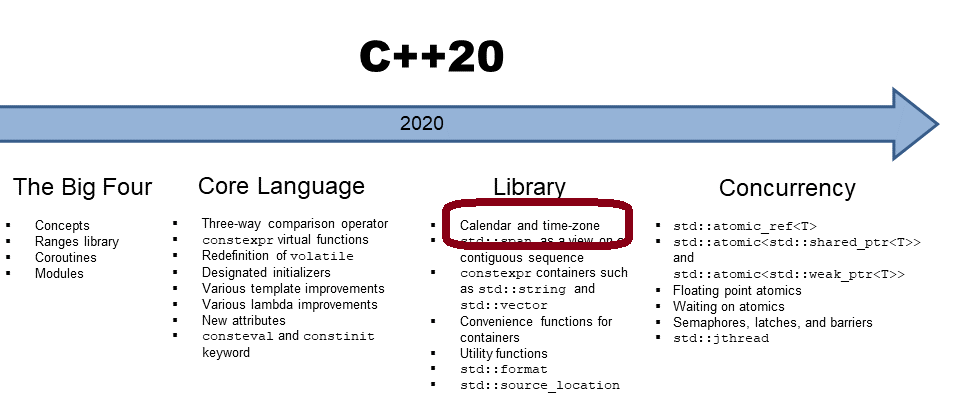 C++20
2020
The Big Four
Concepts
Ranges library
Coroutines
Modules
Core Language
Three-way comparison operator
constexpr virtual functions
Redefinition of volatile
Designated initializers
Various template improvements
Various lambda improvements
New attributes
consteval and constinit
keyword
Library
Calendar and time-zone
std::span as a view on a
contiguous sequence
constexpr containers such
as std::string and
std::vector
Convenience functions for
containers
Utility functions
std::format
std::source_location
Concurrency
std::atomic_ref<T>
std::atomic<std::shared_ptr<T>>
and
std::atomic<std::weak_ptr<T>>
Floating point atomics
Waiting on atomics
Semaphores, latches, and barriers
std::jthread